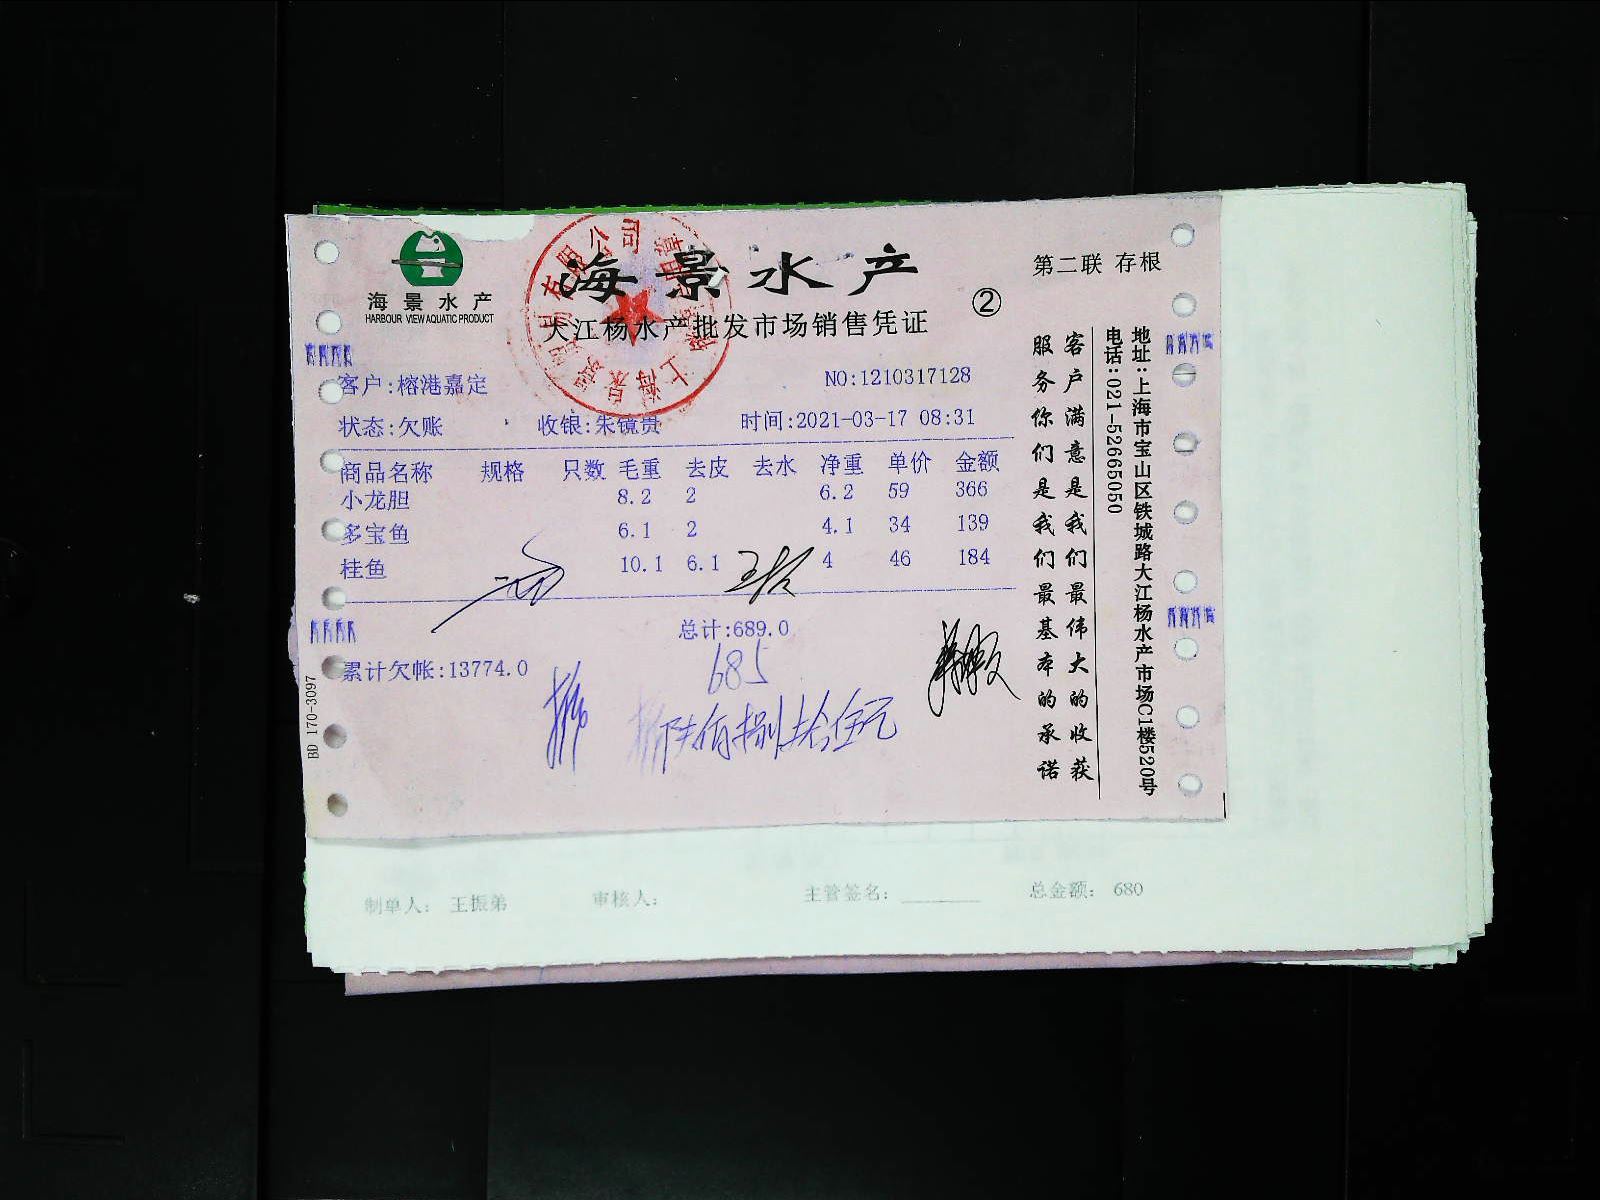 海景水产
HARBOUR VIEW AQUATIC PRODUCT
海景水产
第二联 存根
②
大江杨水产批发市场销售凭证
客户:榕港嘉定 NO:1210317128
状态:欠账 收银:朱镜贵 时间:2021-03-17 08:31
商品名称 规格 只数 毛重 去皮 去水 净重 单价 金额
小龙胆 8.2 2 6.2 59 366
多宝鱼 6.1 2 4.1 34 139
桂鱼 10.1 6.1 4 46 184
总计:689.0
累计欠帐:13774.0
685
陆佰捌拾伍元
客户满意是我们最伟大的收获
服务你们是我们最基本的承诺
地址:上海市宝山区铁城路大江杨水产市场C1楼520号
电话:021-52665050
BD 170-3097
制单人: 王振弟 审核人: 主管签名: 总金额: 680